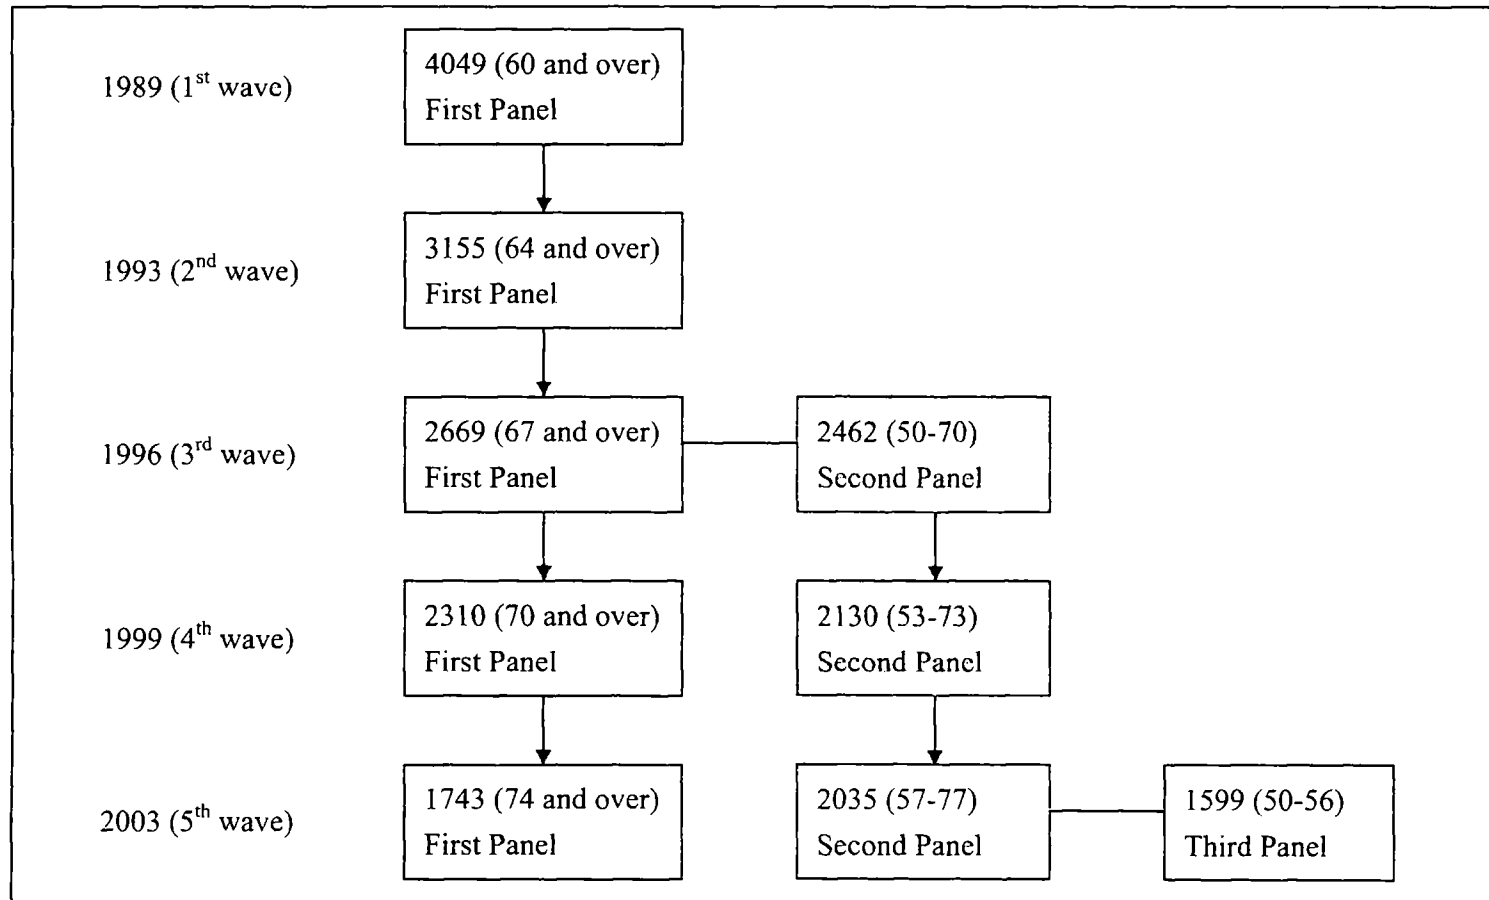 1989 (1st wave)
4049 (60 and over)
First Panel
1993 (2nd wave)
3155 (64 and over)
First Panel
1996 (3rd wave)
2669 (67 and over)
First Panel
2462 (50-70)
Second Panel
1999 (4th wave)
2310 (70 and over)
First Panel
2130 (53-73)
Second Panel
2003 (5th wave)
1743 (74 and over)
First Panel
2035 (57-77)
Second Panel
1599 (50-56)
Third Panel